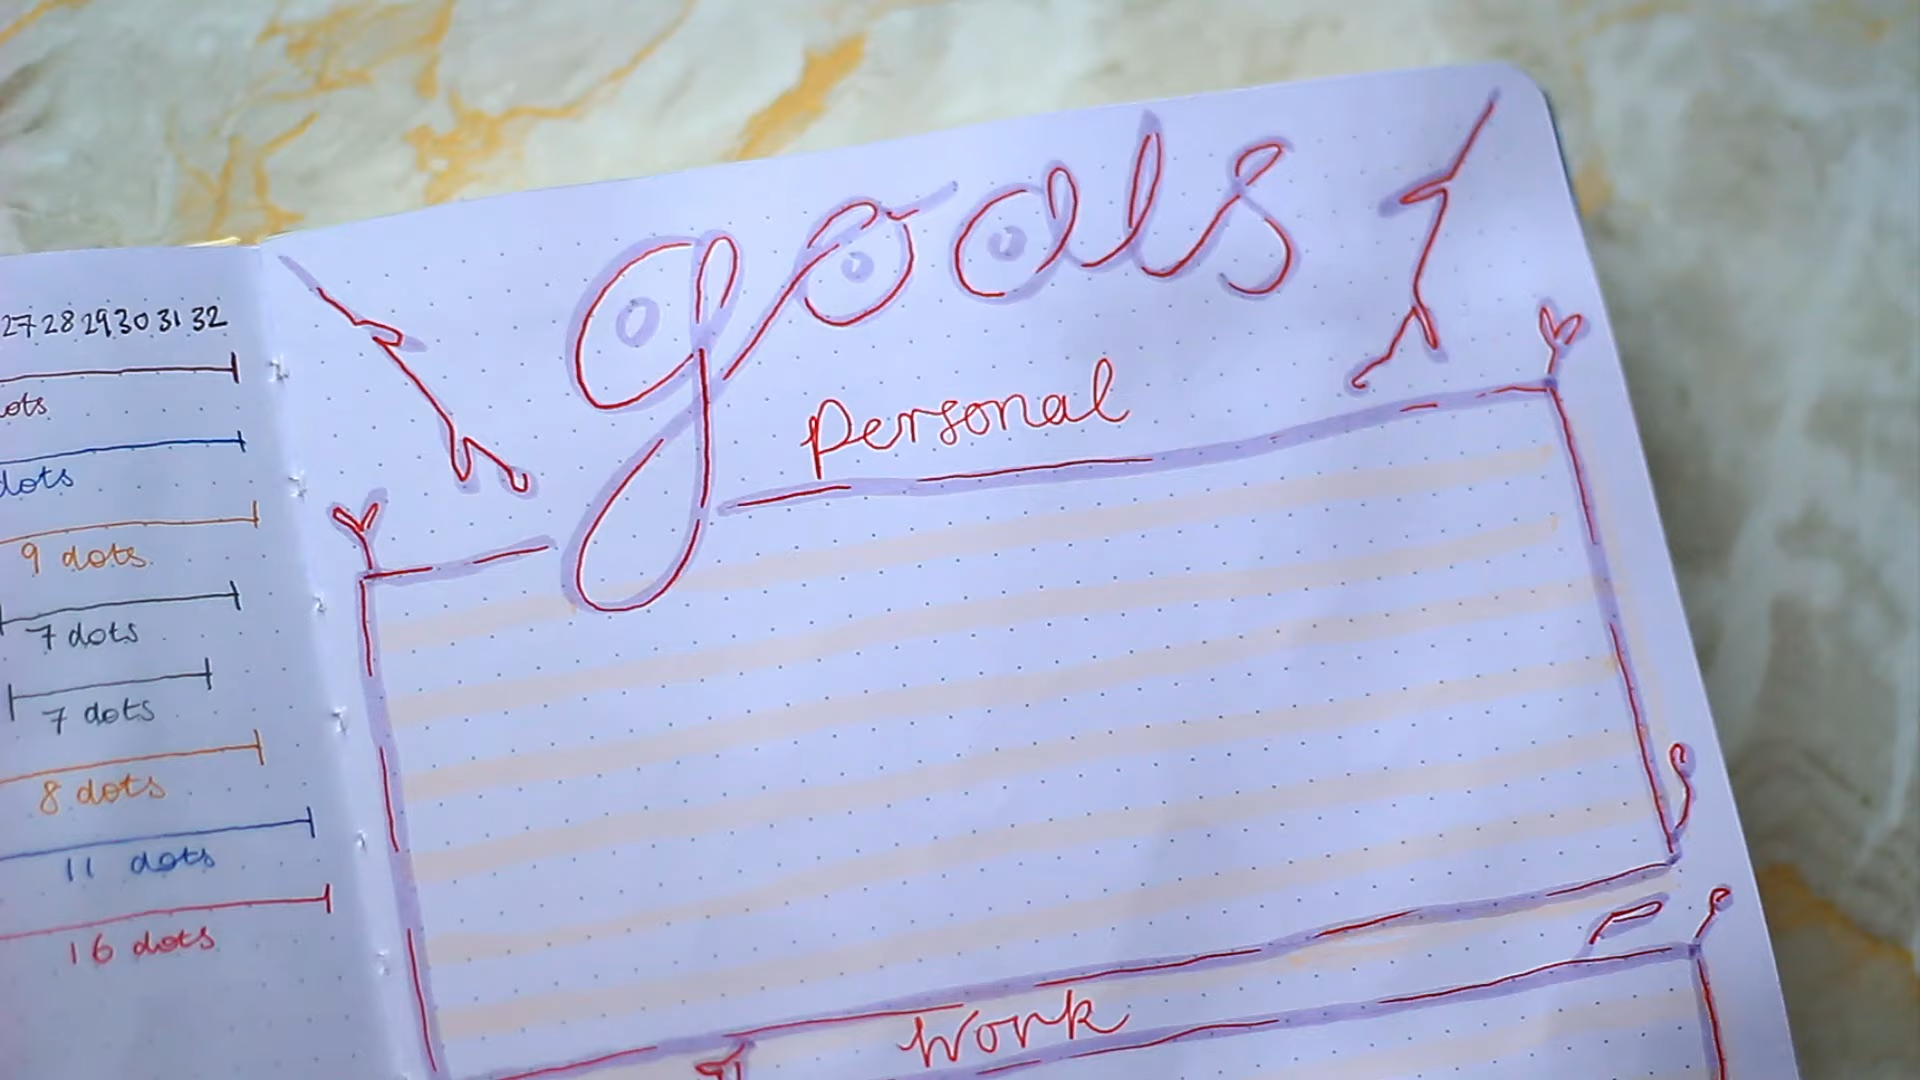 27 28 29 30 31 32
ots
dots
9 dots
7 dots
7 dots
8 dots
11 dots
16 dots
goals
Personal
Work